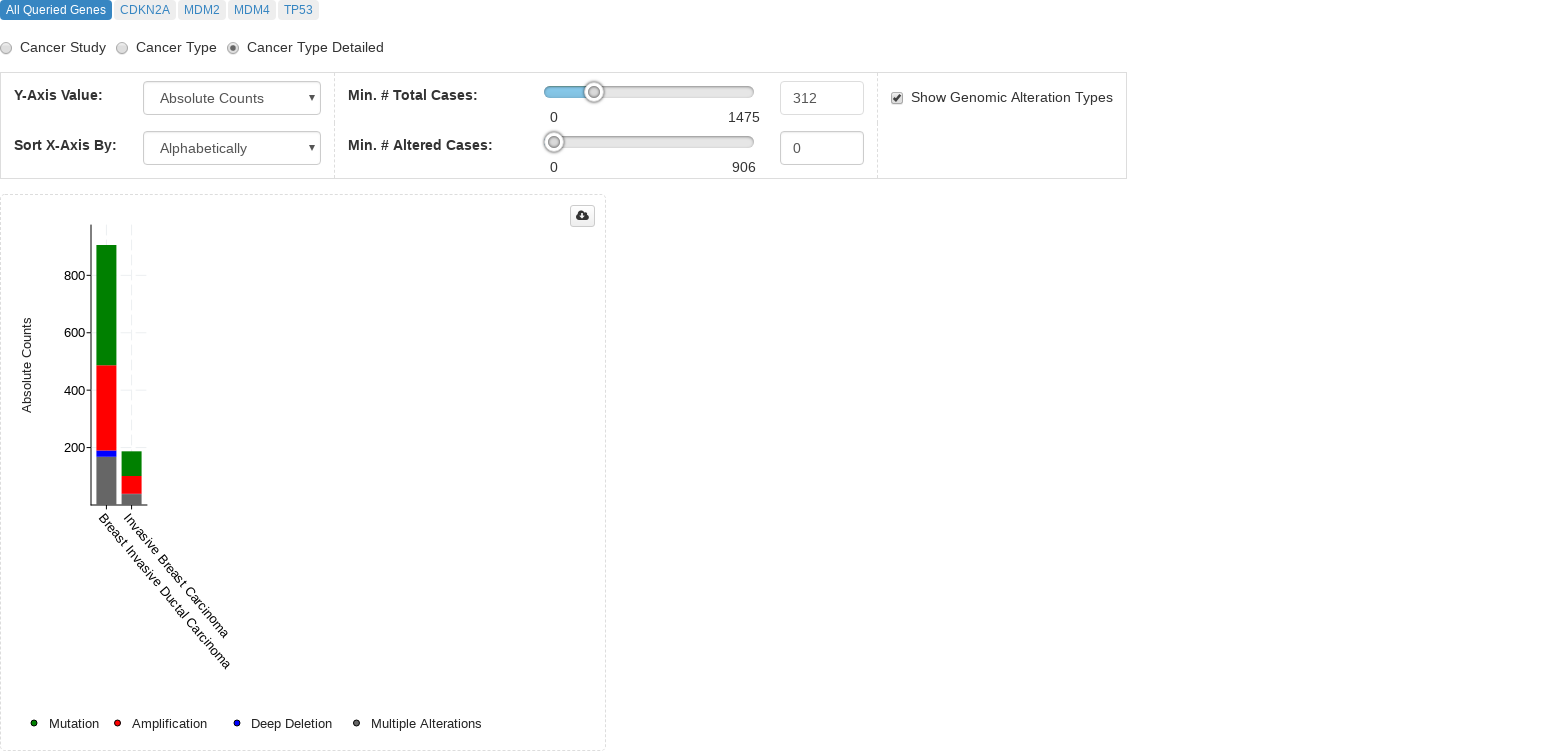 All Queried Genes CDKN2A MDM2 MDM4 TP53
Cancer Study Cancer Type Cancer Type Detailed
Y-Axis Value: Absolute Counts Min. # Total Cases: 312 Show Genomic Alteration Types
0 1475
Sort X-Axis By: Alphabetically Min. # Altered Cases: 0
0 906
800
600
400
200
Absolute Counts
Breast Invasive Ductal Carcinoma
Invasive Breast Carcinoma
Mutation Amplification Deep Deletion Multiple Alterations